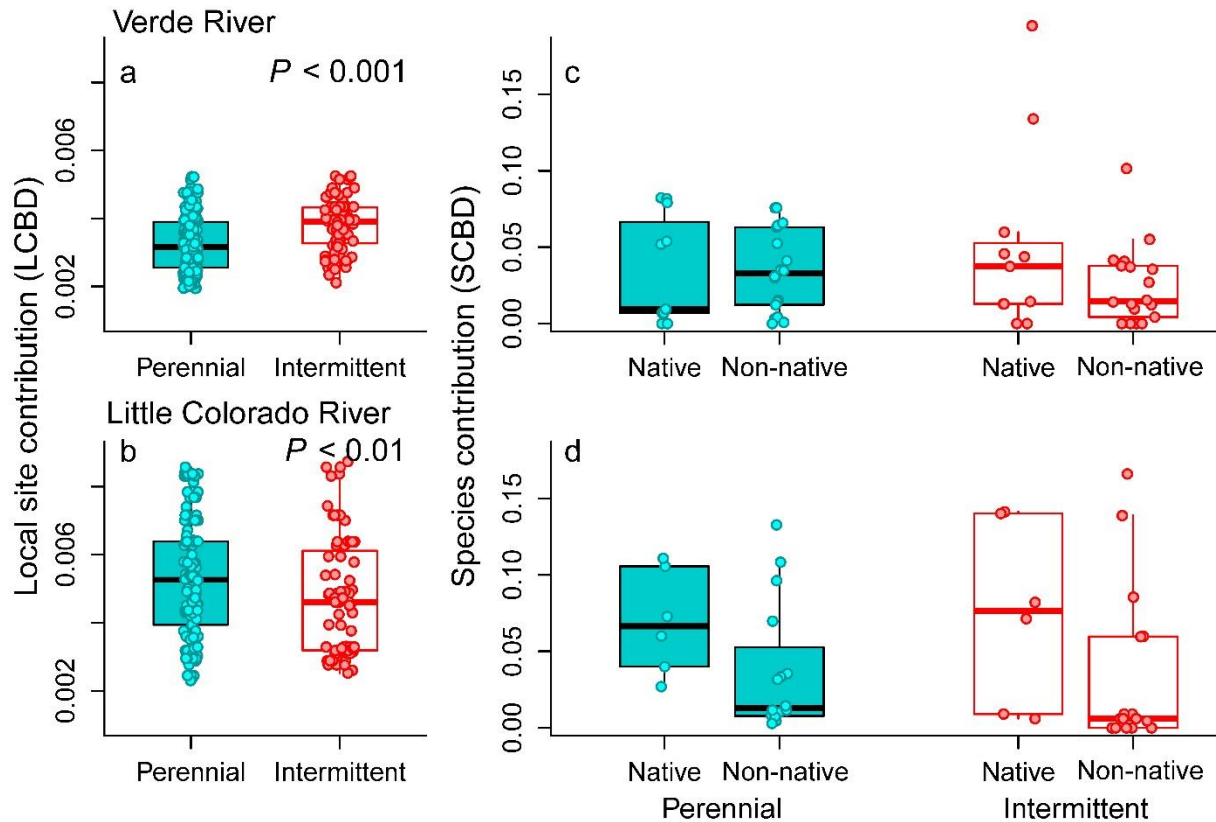 Verde River
a
P < 0.001
0.006
0.002
Perennial
Intermittent
Local site contribution (LCBD)
c
0.15
0.10
0.05
0.00
Native
Non-native
Native
Non-native
Species contribution (SCBD)
Little Colorado River
b
P < 0.01
0.006
0.002
Perennial
Intermittent
d
0.15
0.10
0.05
0.00
Native
Non-native
Native
Non-native
Perennial
Intermittent